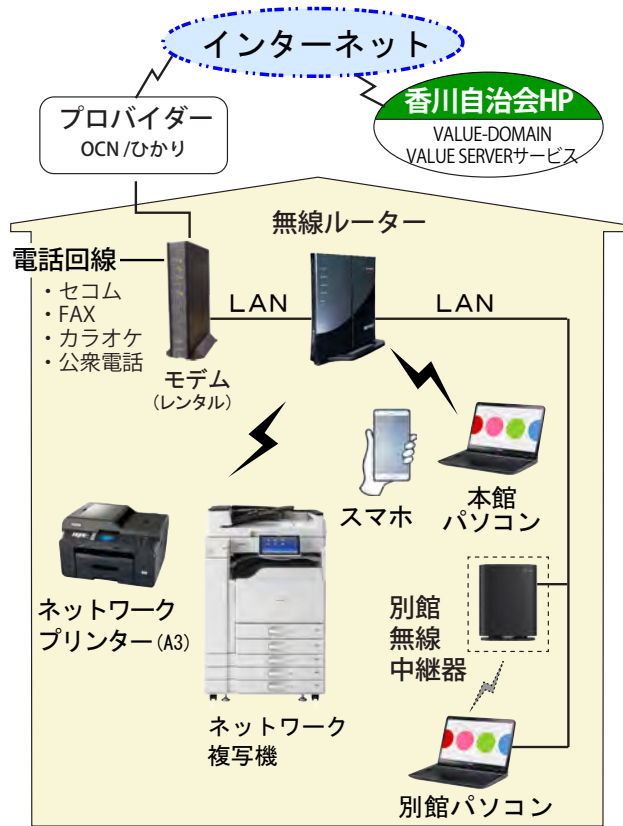 インターネット
プロバイダー
OCN /ひかり
香川自治会HP
VALUE-DOMAIN
VALUE SERVERサービス
無線ルーター
電話回線
・セコム
・FAX
・カラオケ
・公衆電話
LAN
LAN
モデム
(レンタル)
スマホ
本館
パソコン
ネットワーク
プリンター(A3)
別館
無線
中継器
ネットワーク
複写機
別館パソコン